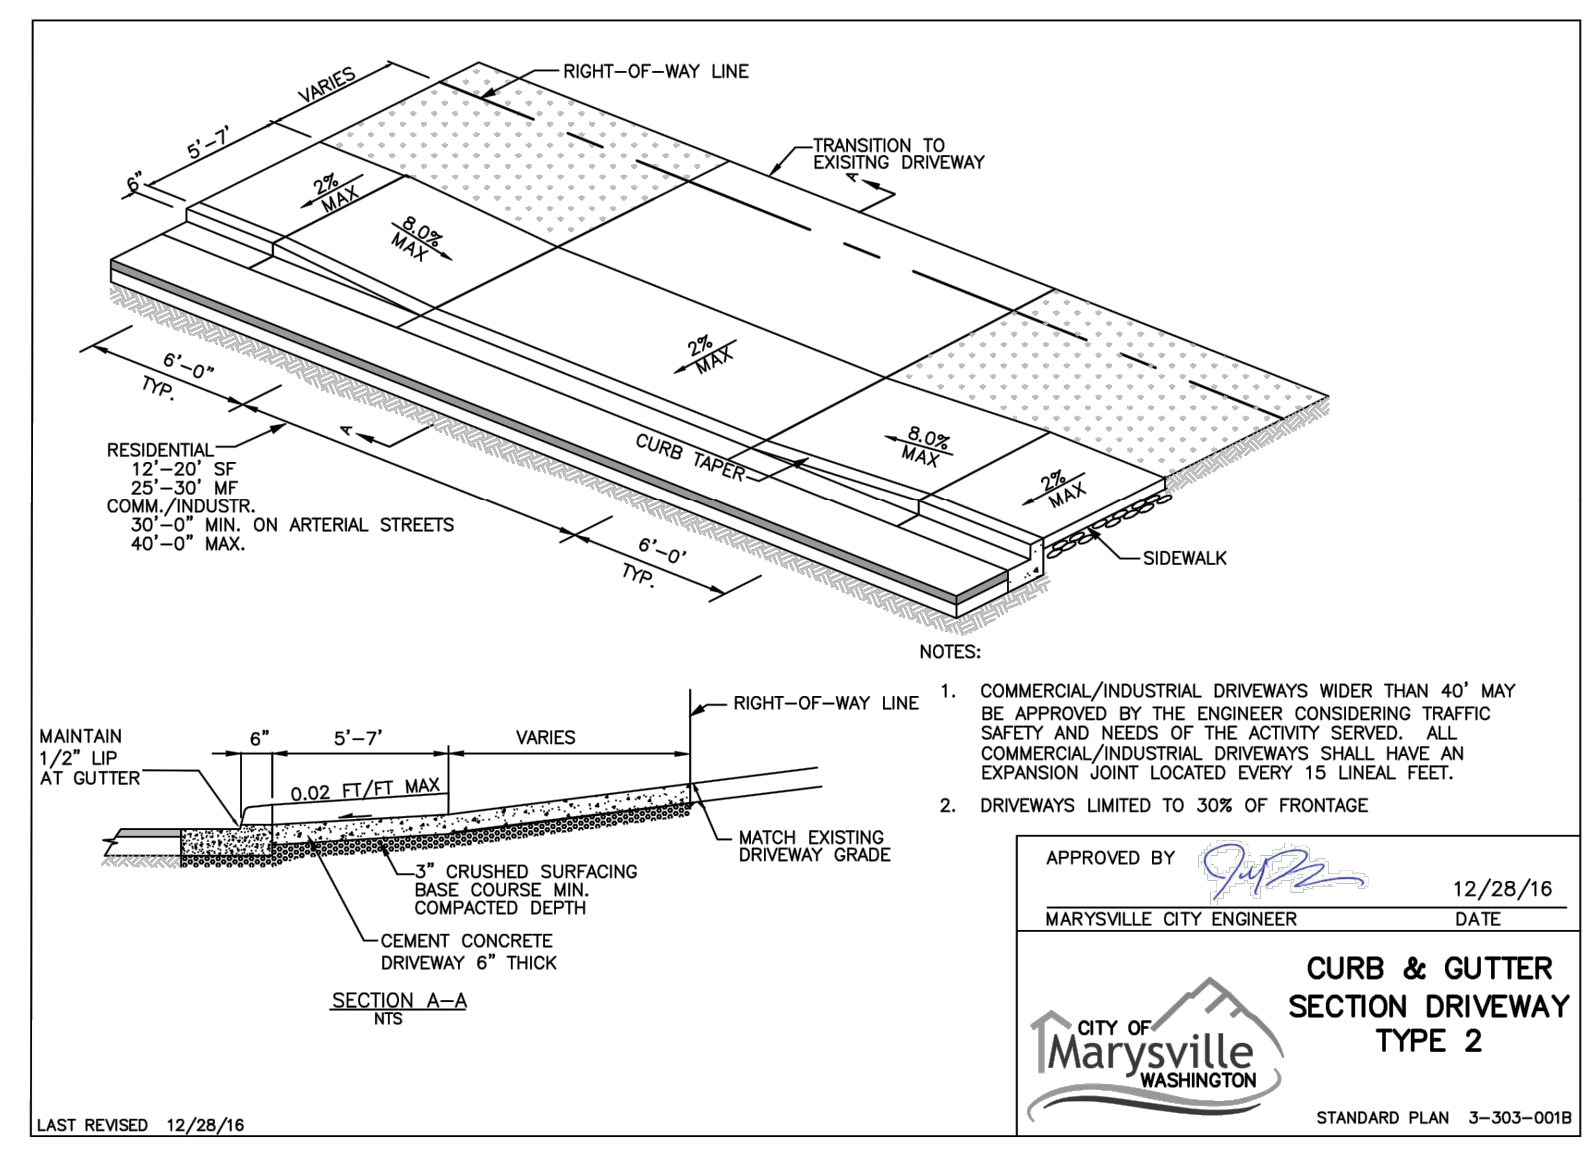 RIGHT-OF-WAY LINE
VARIES
5'-7'
6"
TRANSITION TO
EXISITNG DRIVEWAY
A
2%
MAX
8.0%
MAX
2%
MAX
6'-0"
TYP.
A
RESIDENTIAL
12'-20' SF
25'-30' MF
COMM./INDUSTR.
30'-0" MIN. ON ARTERIAL STREETS
40'-0" MAX.
CURB TAPER
8.0%
MAX
2%
MAX
6'-0'
TYP.
SIDEWALK
NOTES:
1. COMMERCIAL/INDUSTRIAL DRIVEWAYS WIDER THAN 40' MAY
BE APPROVED BY THE ENGINEER CONSIDERING TRAFFIC
SAFETY AND NEEDS OF THE ACTIVITY SERVED. ALL
COMMERCIAL/INDUSTRIAL DRIVEWAYS SHALL HAVE AN
EXPANSION JOINT LOCATED EVERY 15 LINEAL FEET.
2. DRIVEWAYS LIMITED TO 30% OF FRONTAGE
RIGHT-OF-WAY LINE
MAINTAIN
1/2" LIP
AT GUTTER
6"
5'-7'
VARIES
0.02 FT/FT MAX
MATCH EXISTING
DRIVEWAY GRADE
3" CRUSHED SURFACING
BASE COURSE MIN.
COMPACTED DEPTH
CEMENT CONCRETE
DRIVEWAY 6" THICK
SECTION A-A
NTS
APPROVED BY
12/28/16
MARYSVILLE CITY ENGINEER
DATE
CURB & GUTTER
SECTION DRIVEWAY
TYPE 2
CITY OF
Marysville
WASHINGTON
STANDARD PLAN 3-303-001B
LAST REVISED 12/28/16